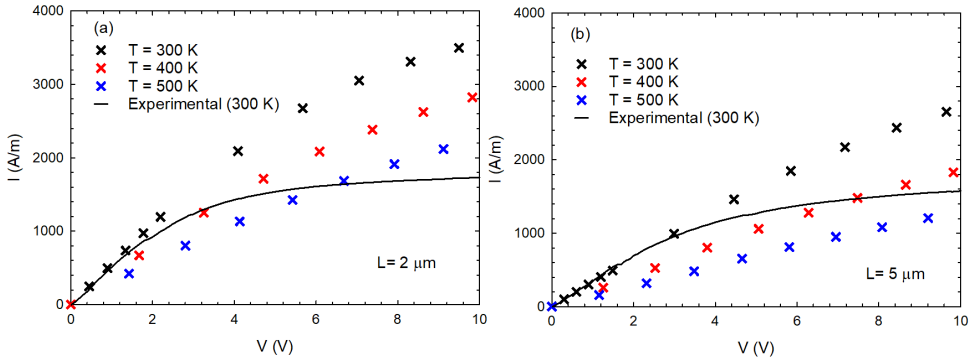 (a)
4000
3000
2000
1000
0
I (A/m)
× T = 300 K
× T = 400 K
× T = 500 K
Experimental (300 K)
L= 2 μm
0 2 4 6 8 10
V (V)
(b)
4000
3000
2000
1000
0
I (A/m)
× T = 300 K
× T = 400 K
× T = 500 K
Experimental (300 K)
L= 5 μm
0 2 4 6 8 10
V (V)